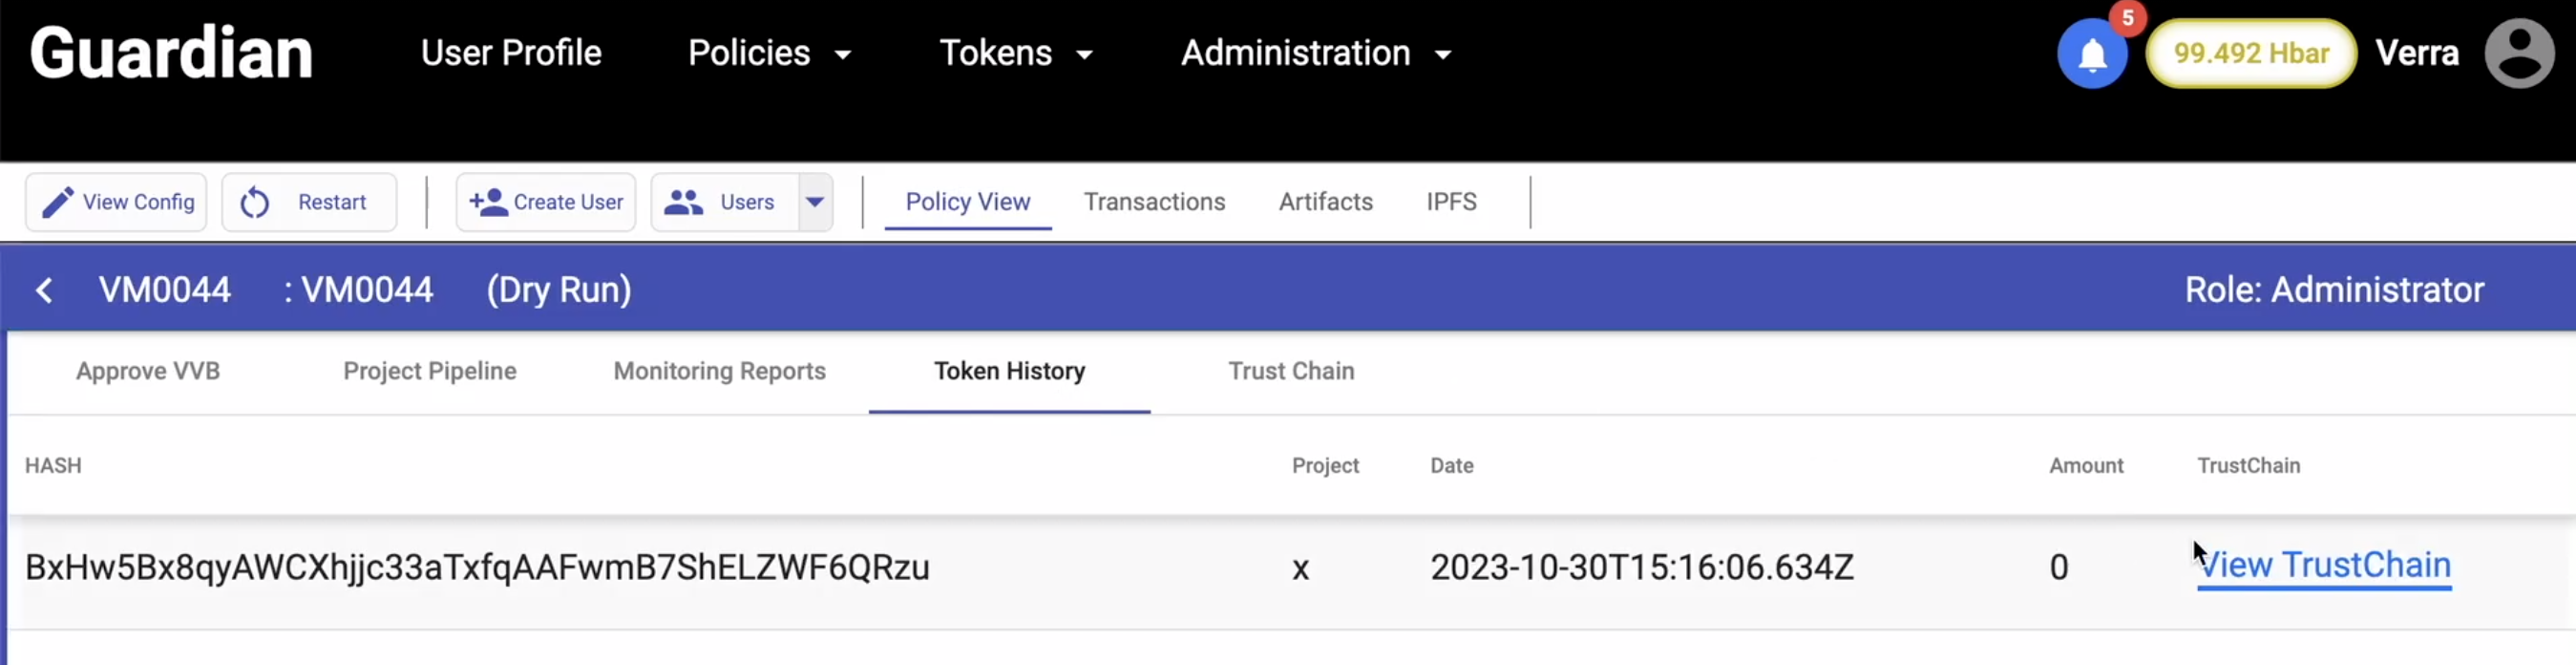 Guardian User Profile Policies Tokens Administration 5 99.492 Hbar Verra
View Config Restart Create User Users Policy View Transactions Artifacts IPFS
VM0044 : VM0044 (Dry Run) Role: Administrator
Approve VVB Project Pipeline Monitoring Reports Token History Trust Chain
HASH Project Date Amount TrustChain
BxHw5Bx8qyAWCXhjjc33aTxfqAAFwmB7ShELZWF6QRzu x 2023-10-30T15:16:06.634Z 0 View TrustChain